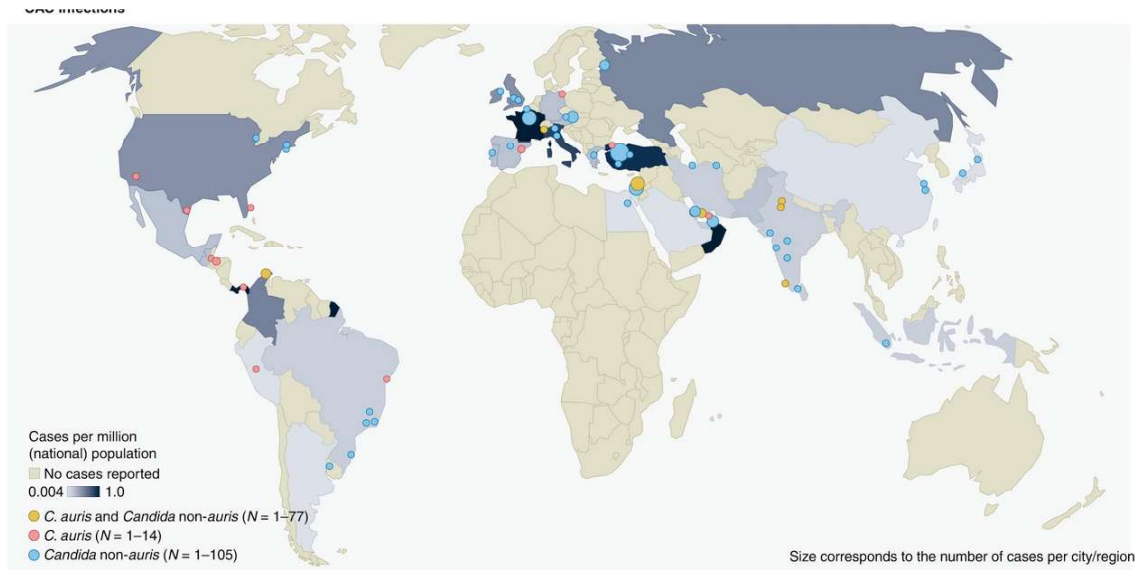 Cases per million
(national) population
No cases reported
0.004 1.0
C. auris and Candida non-auris (N = 1–77)
C. auris (N = 1–14)
Candida non-auris (N = 1–105)
Size corresponds to the number of cases per city/region